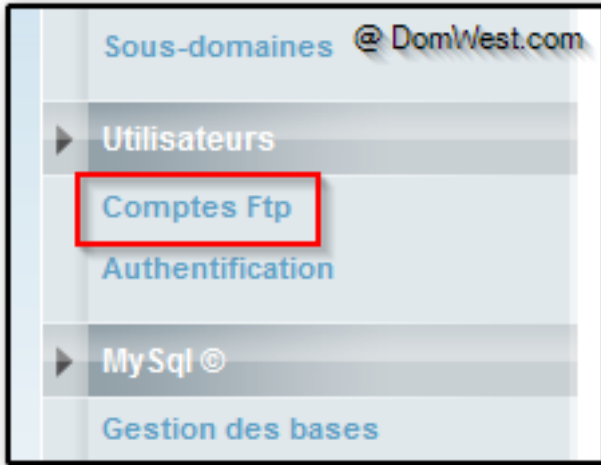 Sous-domaines @ DomWest.com
Utilisateurs
Comptes Ftp
Authentification
MySql ©
Gestion des bases